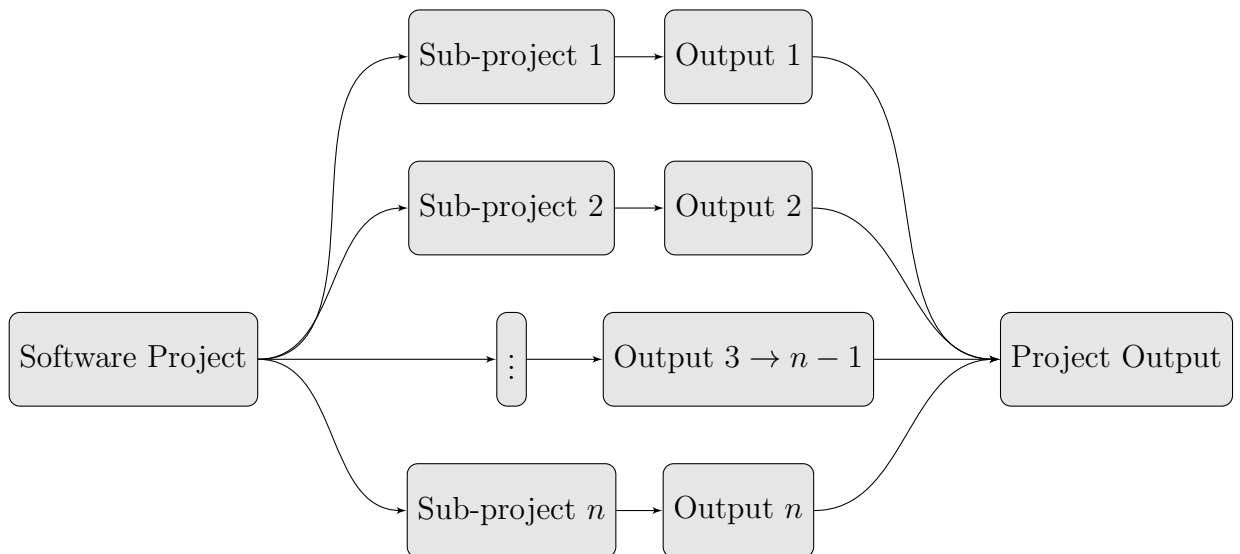 Sub-project 1
Output 1
Sub-project 2
Output 2
Software Project
⋮
Output 3 → n − 1
Project Output
Sub-project n
Output n